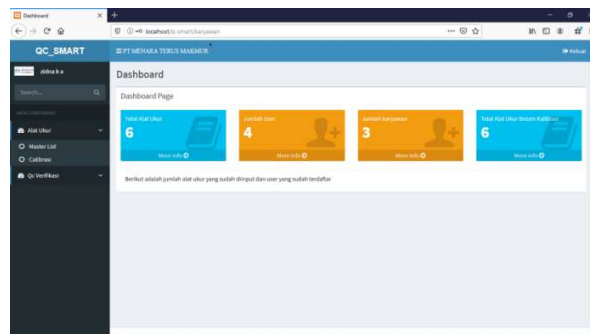 Dashboard
localhost/q-smart/karyawan
QC_SMART
PT MENARA TERUS MAKMUR
Keluar
zidna k a
Dashboard
Search...
Dashboard Page
Total Alat Ukur
6
More info
Jumlah User
4
More info
Jumlah karyawan
3
More info
Total Alat Ukur Belum Kalibrasi
6
More info
Alat Ukur
Master List
Calibrasi
Qc Verifikasi
Berikut adalah jumlah alat ukur yang sudah diinput dan user yang sudah terdaftar